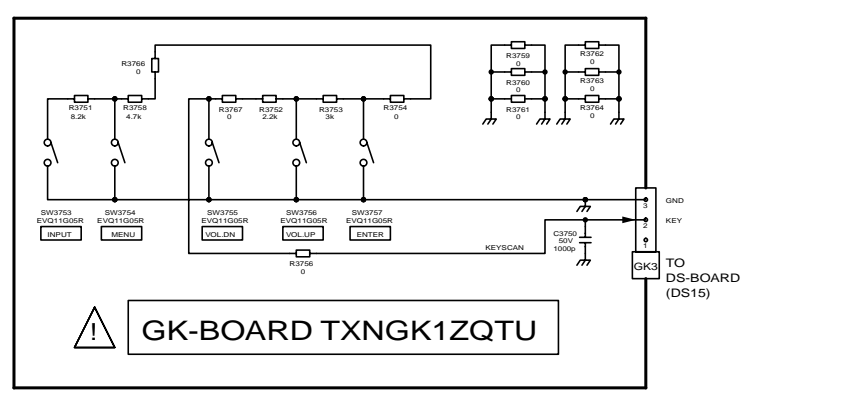 R3766
0
R3759
0
R3762
0
R3760
0
R3763
0
R3761
0
R3764
0
R3751
8.2k
R3758
4.7k
R3767
0
R3752
2.2k
R3753
3k
R3754
0
SW3753
EVQ11G05R
INPUT
SW3754
EVQ11G05R
MENU
SW3755
EVQ11G05R
VOL.DN
SW3756
EVQ11G05R
VOL.UP
SW3757
EVQ11G05R
ENTER
R3756
0
KEYSCAN
C3750
50V
1000p
3
GND
2
KEY
1
GK3
TO
DS-BOARD
(DS15)
!
GK-BOARD TXNGK1ZQTU